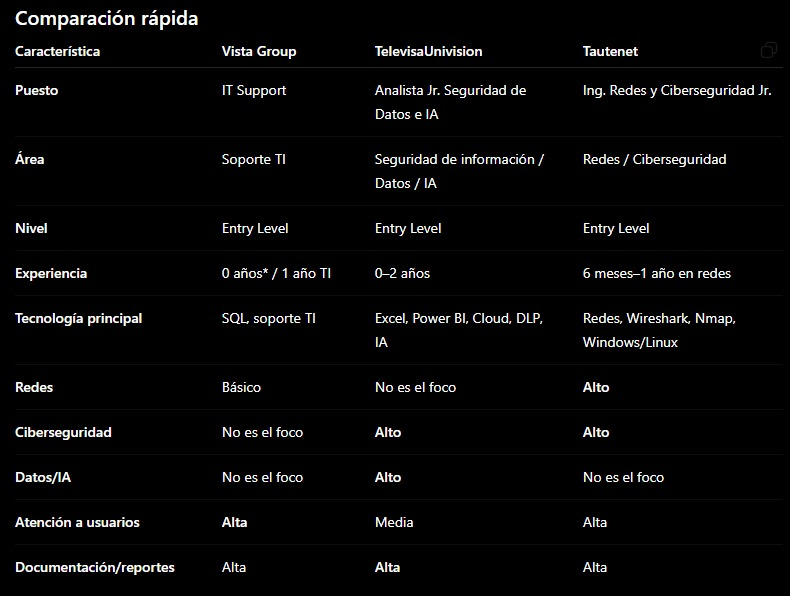 Comparación rápida
Característica Vista Group TelevisaUnivision Tautenet
Puesto IT Support Analista Jr. Seguridad de Datos e IA Ing. Redes y Ciberseguridad Jr.
Área Soporte TI Seguridad de información / Datos / IA Redes / Ciberseguridad
Nivel Entry Level Entry Level Entry Level
Experiencia 0 años* / 1 año TI 0–2 años 6 meses–1 año en redes
Tecnología principal SQL, soporte TI Excel, Power BI, Cloud, DLP, IA Redes, Wireshark, Nmap, Windows/Linux
Redes Básico No es el foco Alto
Ciberseguridad No es el foco Alto Alto
Datos/IA No es el foco Alto No es el foco
Atención a usuarios Alta Media Alta
Documentación/reportes Alta Alta Alta